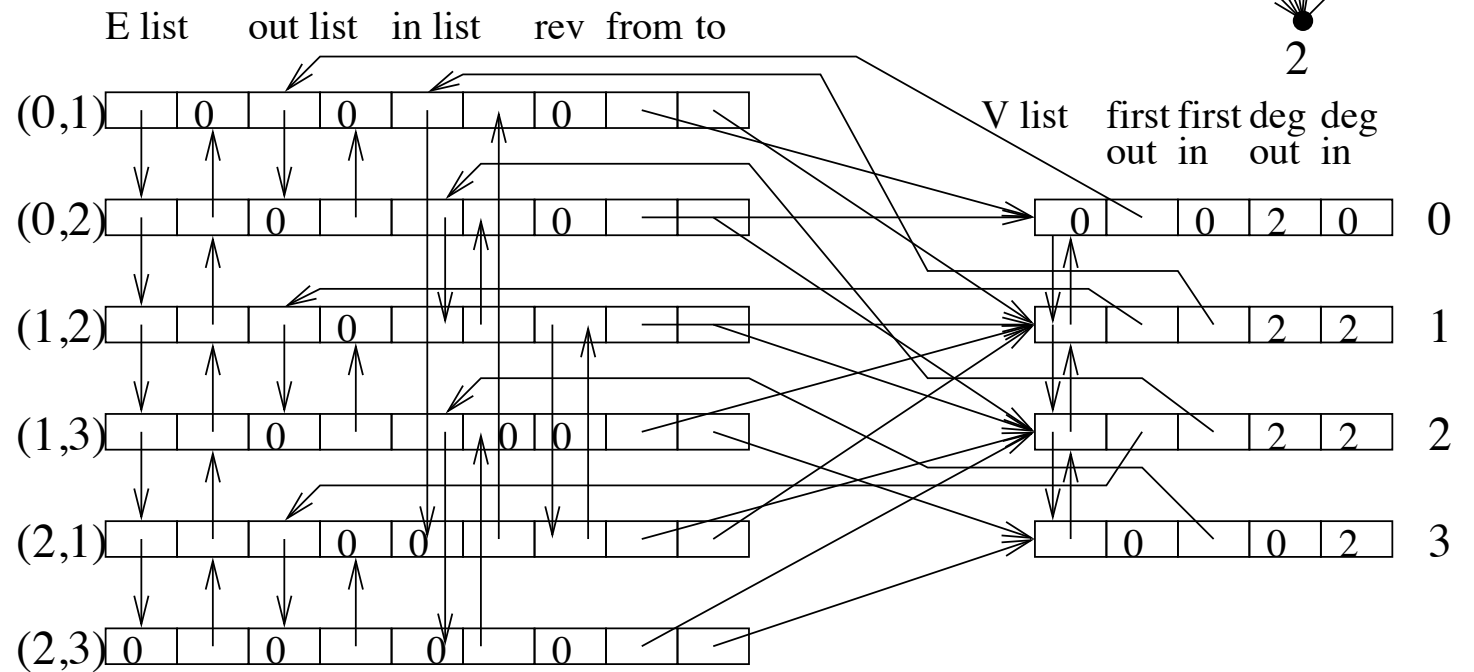 E list out list in list rev from to
2
V list first first deg deg
out in out in
(0,1) 0 0 0
(0,2) 0 0 0 0 2 0 0
(1,2) 0 2 2 1
(1,3) 0 0 0 2 2 2
(2,1) 0 0 0 0 2 3
(2,3) 0 0 0 0